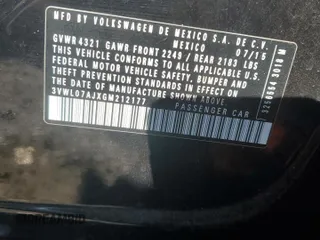 MFD BY VOLKSWAGEN DE MEXICO S.A. DE C.V.
MEXICO 07/15
GVWR 4321 GAWR FRONT 2249 / REAR 2183 LBS
THIS VEHICLE CONFORMS TO ALL APPLICABLE U.S.
FEDERAL MOTOR VEHICLE SAFETY, BUMPER AND
THEFT PREVENTION STANDARDS IN EFFECT ON
THE DATE OF MANUFACTURE SHOWN ABOVE
3VWL07AJXGM212177 PASSENGER CAR